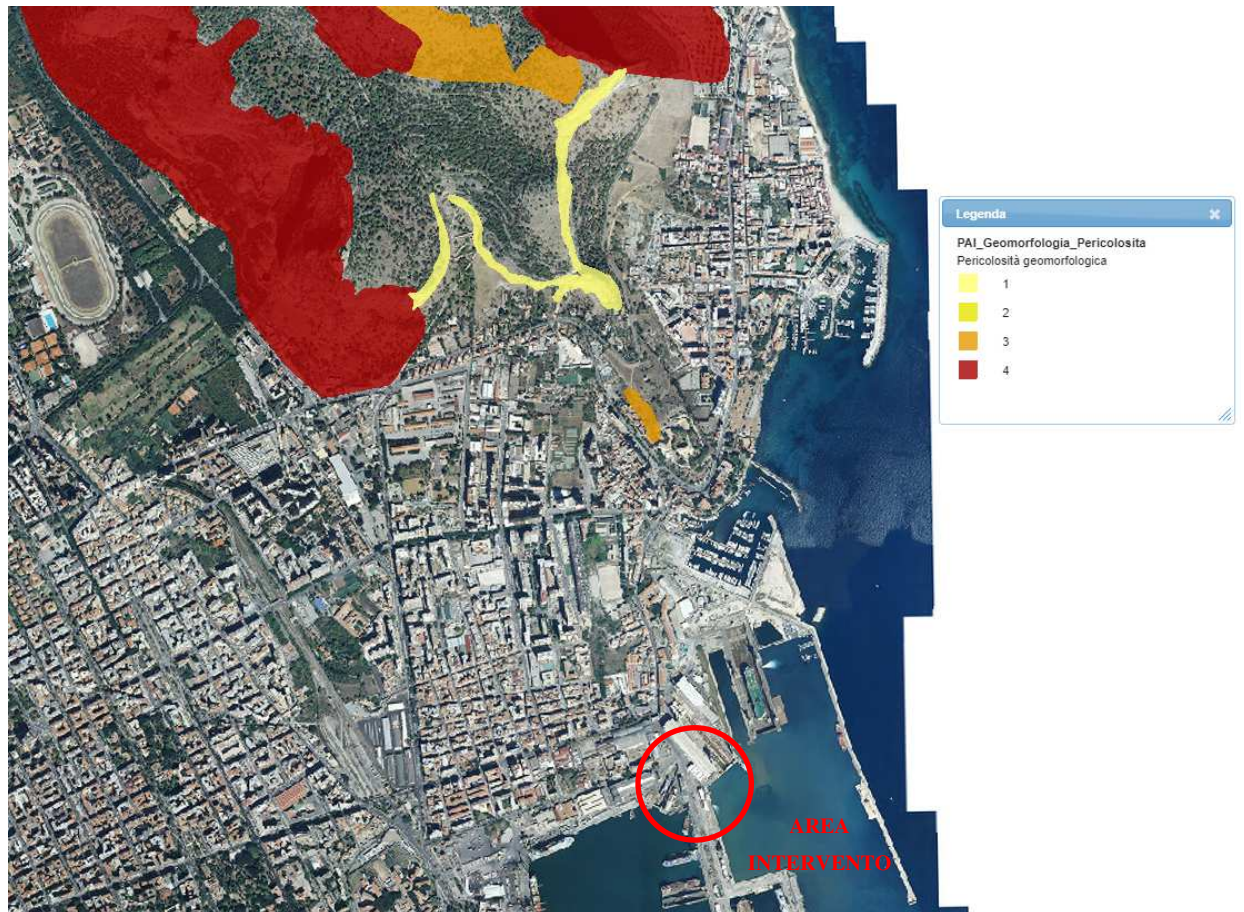 Legenda
PAI_Geomorfologia_Pericolosita
Pericolosità geomorfologica
1
2
3
4
AREA
INTERVENTO